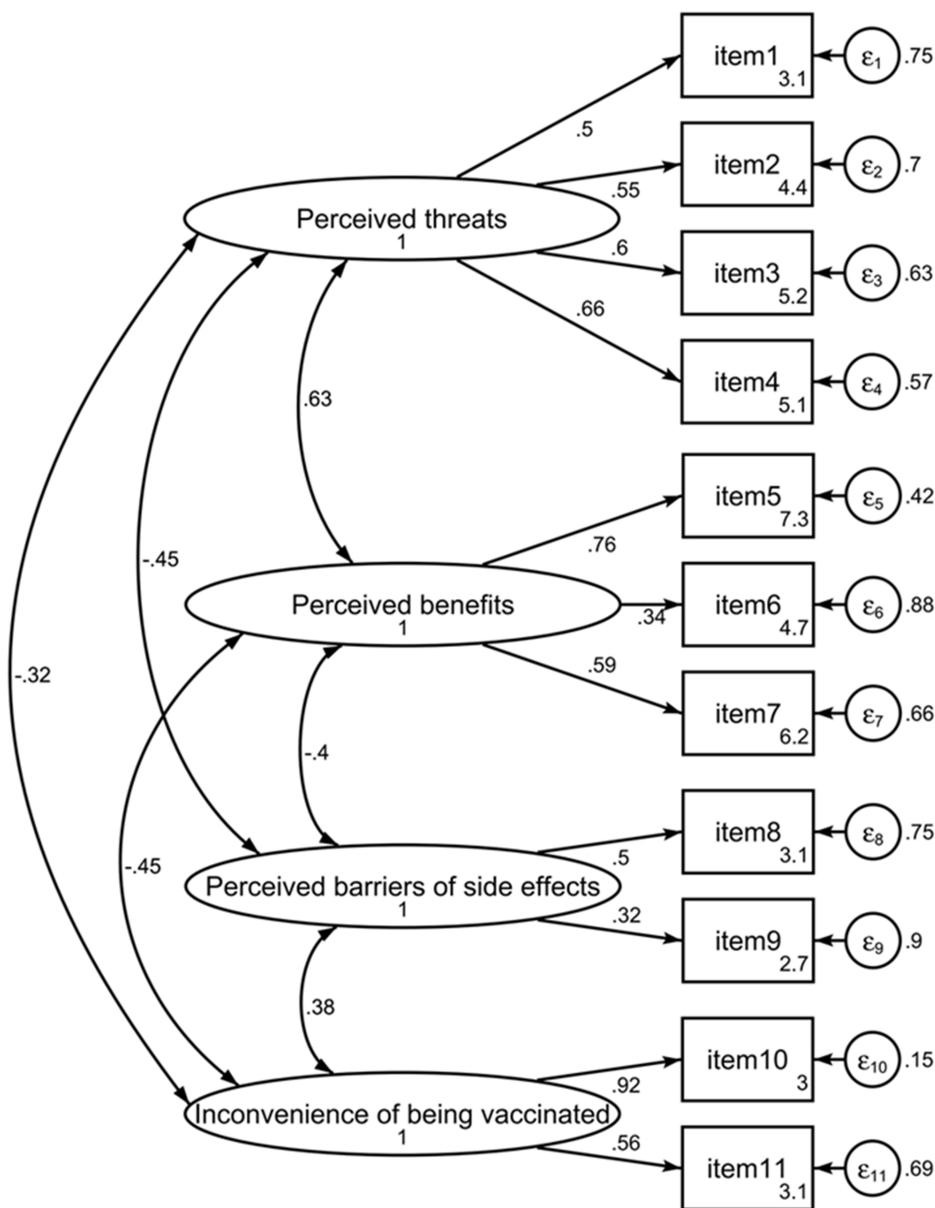 item1
3.1
ε1
.75
.5
item2
4.4
ε2
.7
.55
Perceived threats
1
.6
item3
5.2
ε3
.63
.66
item4
5.1
ε4
.57
.63
item5
7.3
ε5
.42
.76
-.45
Perceived benefits
1
.34
item6
4.7
ε6
.88
-.32
.59
item7
6.2
ε7
.66
-.4
item8
3.1
ε8
.75
.5
-.45
Perceived barriers of side effects
1
.32
item9
2.7
ε9
.9
.38
item10
3
ε10
.15
.92
Inconvenience of being vaccinated
1
.56
item11
3.1
ε11
.69